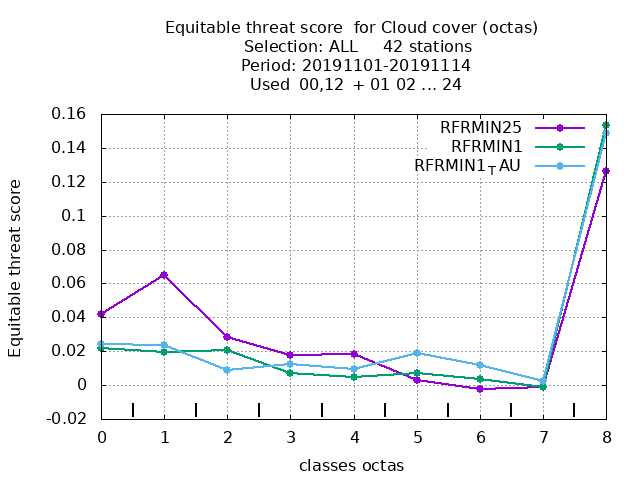 Equitable threat score  for Cloud cover (octas)
Selection: ALL     42 stations
Period: 20191101-20191114
Used  00,12  + 01 02 ... 24
RFRMIN25
RFRMIN1
RFRMIN1TAU
Equitable threat score
0.16
0.14
0.12
0.1
0.08
0.06
0.04
0.02
0
-0.02
0 1 2 3 4 5 6 7 8
classes octas